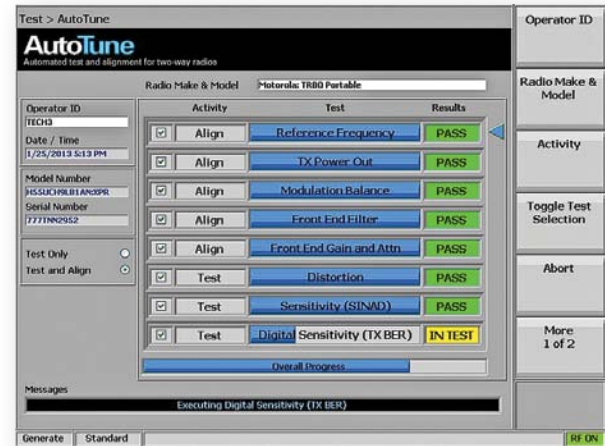 Test > AutoTune
AutoTune
Automated test and alignment for two-way radios
Radio Make & Model
Motorola: TRBO Portable
Operator ID
TECH3
Date / Time
1/25/2013 5:13 PM
Model Number
Serial Number
777TNN2952
Test Only
Test and Align
Activity Test Results
Align Reference Frequency PASS
Align TX Power Out PASS
Align Modulation Balance PASS
Align Front End Filter PASS
Align Front End Gain and Attn PASS
Test Distortion PASS
Test Sensitivity (SINAD) PASS
Test Digital Sensitivity (TX BER) IN TEST
Overall Progress
Messages
Executing Digital Sensitivity (TX BER)
Generate Standard
RF ON
Operator ID
Radio Make &
Model
Activity
Toggle Test
Selection
Abort
More
1 of 2